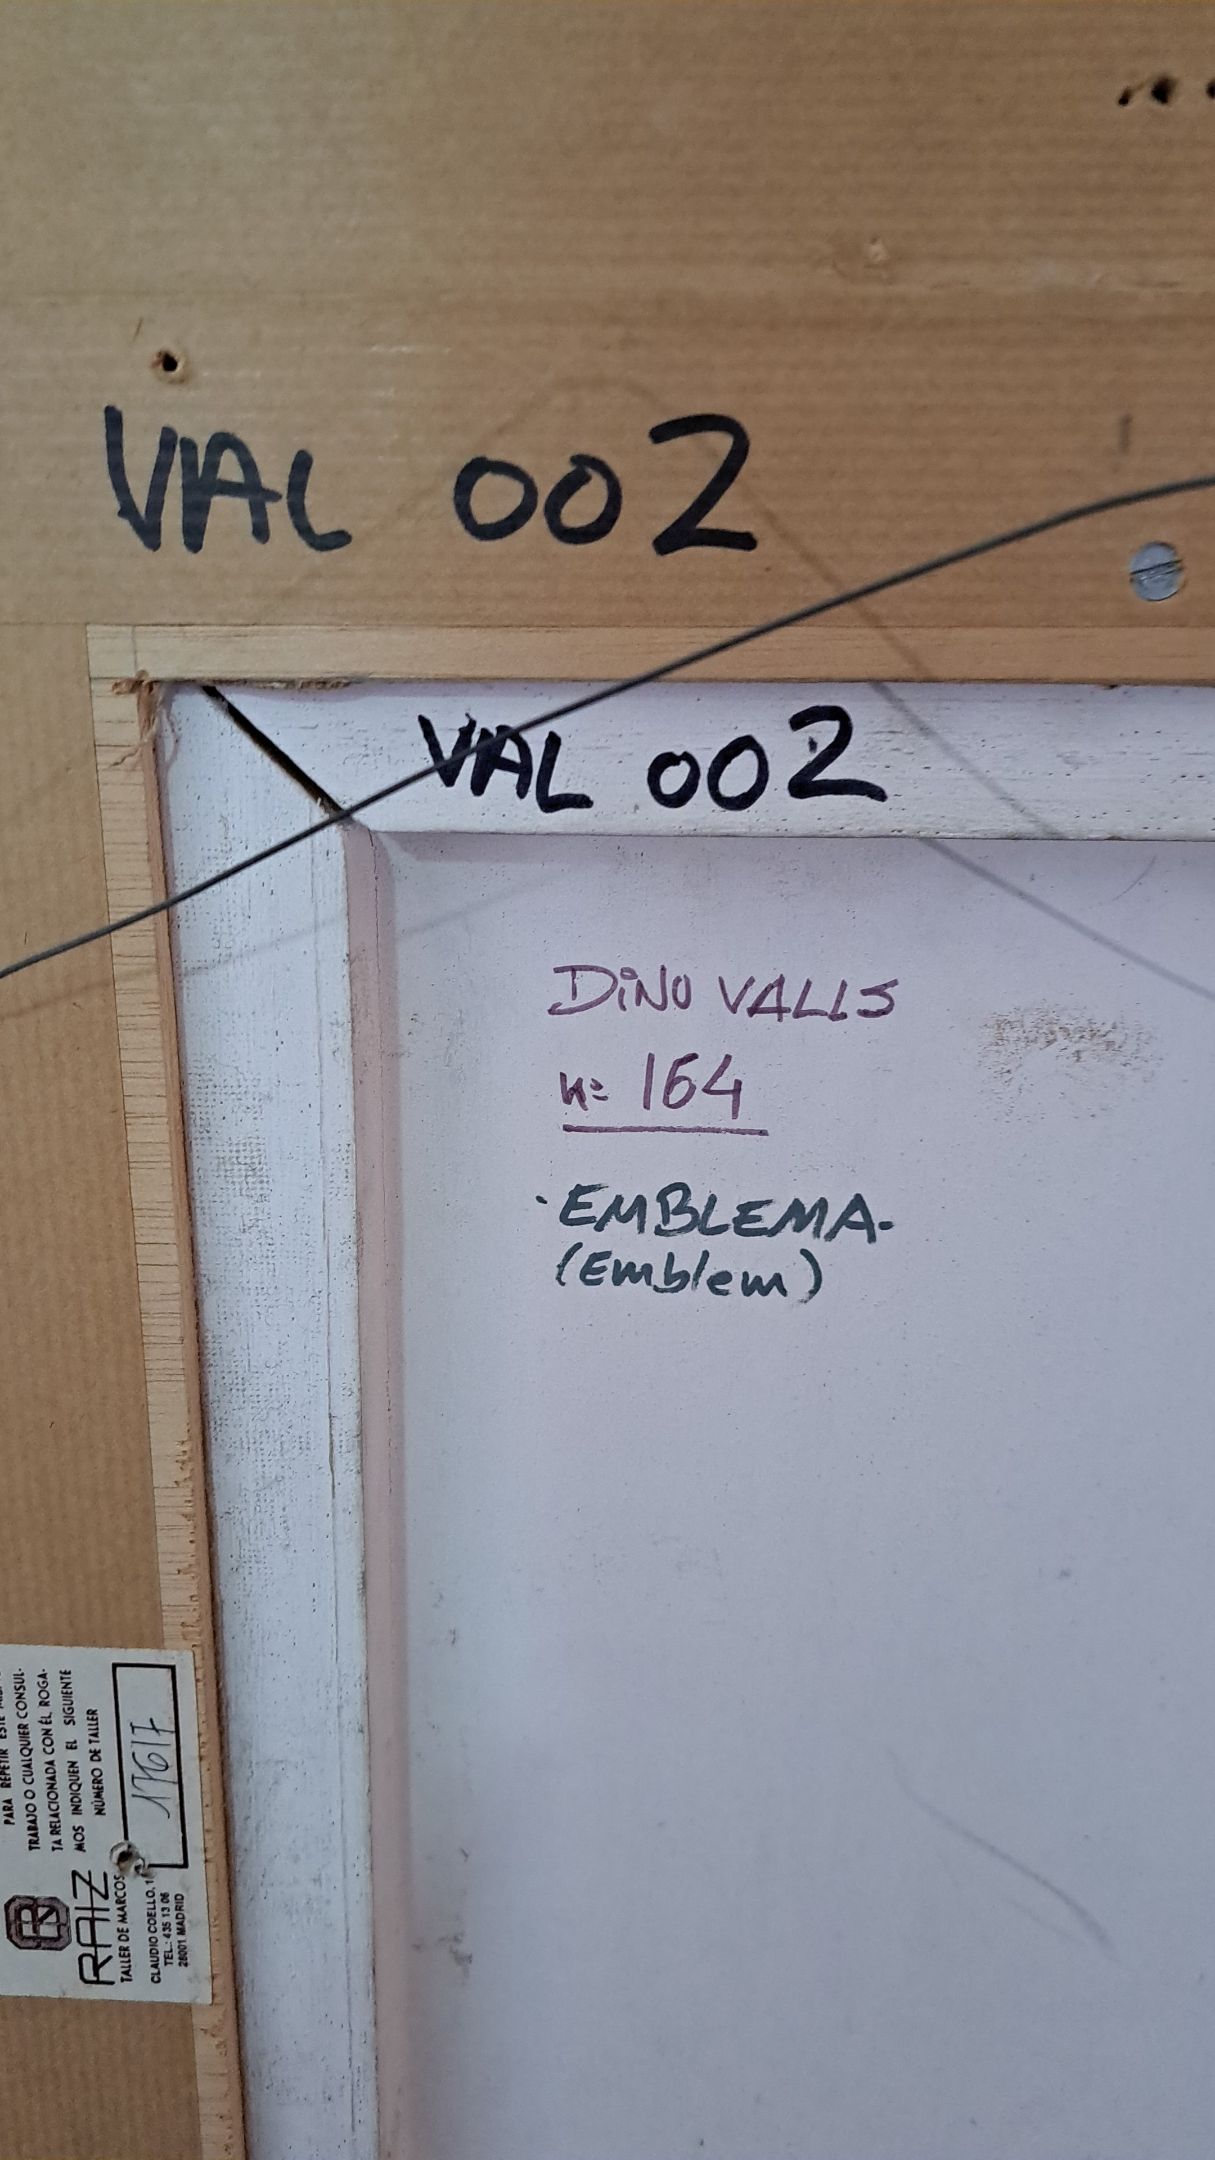 VAL 002
VAL 002
DINO VALLS
n= 164
EMBLEMA.
(Emblem)
PARA REPETIR ESTE
TRABAJO O CUALQUIER CONSUL-
TA RELACIONADA CON ÉL ROGA-
MOS INDIQUEN EL SIGUIENTE
NÚMERO DE TALLER
17617
RAIZ
TALLER DE MARCOS
CLAUDIO COELLO, 1
TEL.: 435 13 06
28001 MADRID